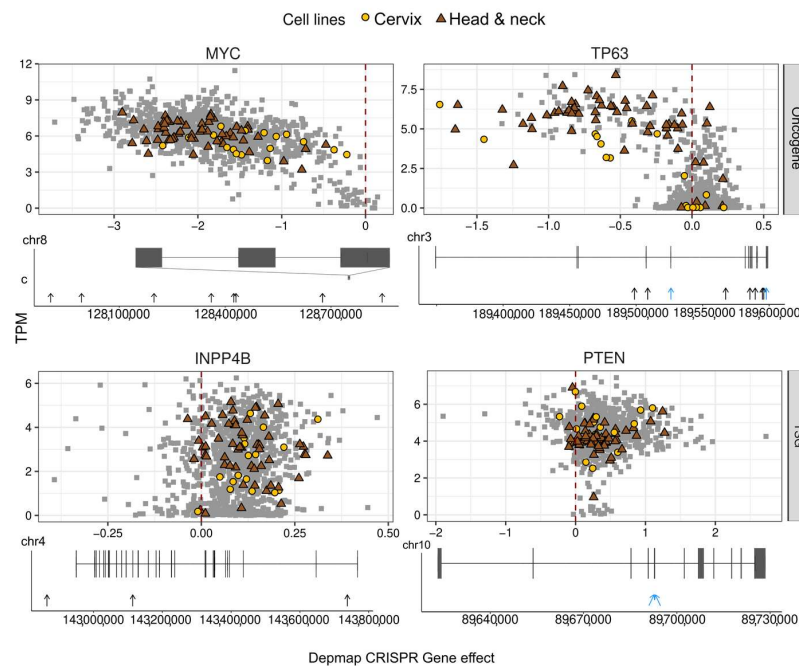 Cell lines Cervix Head & neck
MYC
TP63
12
9
6
3
0
−3 −2 −1 0
7.5
5.0
2.5
0.0
−1.5 −1.0 −0.5 0.0 0.5
Oncogene
chr8
c
128,100,000 128,400,000 128,700,000
chr3
189,400,000 189,450,000 189,500,000 189,550,000 189,600,000
TPM
INPP4B
PTEN
6
4
2
0
−0.25 0.00 0.25 0.50
6
4
2
0
−2 −1 0 1 2
chr4
143,000,000 143,200,000 143,400,000 143,600,000 143,800,000
chr10
89,640,000 89,670,000 89,700,000 89,730,000
Depmap CRISPR Gene effect